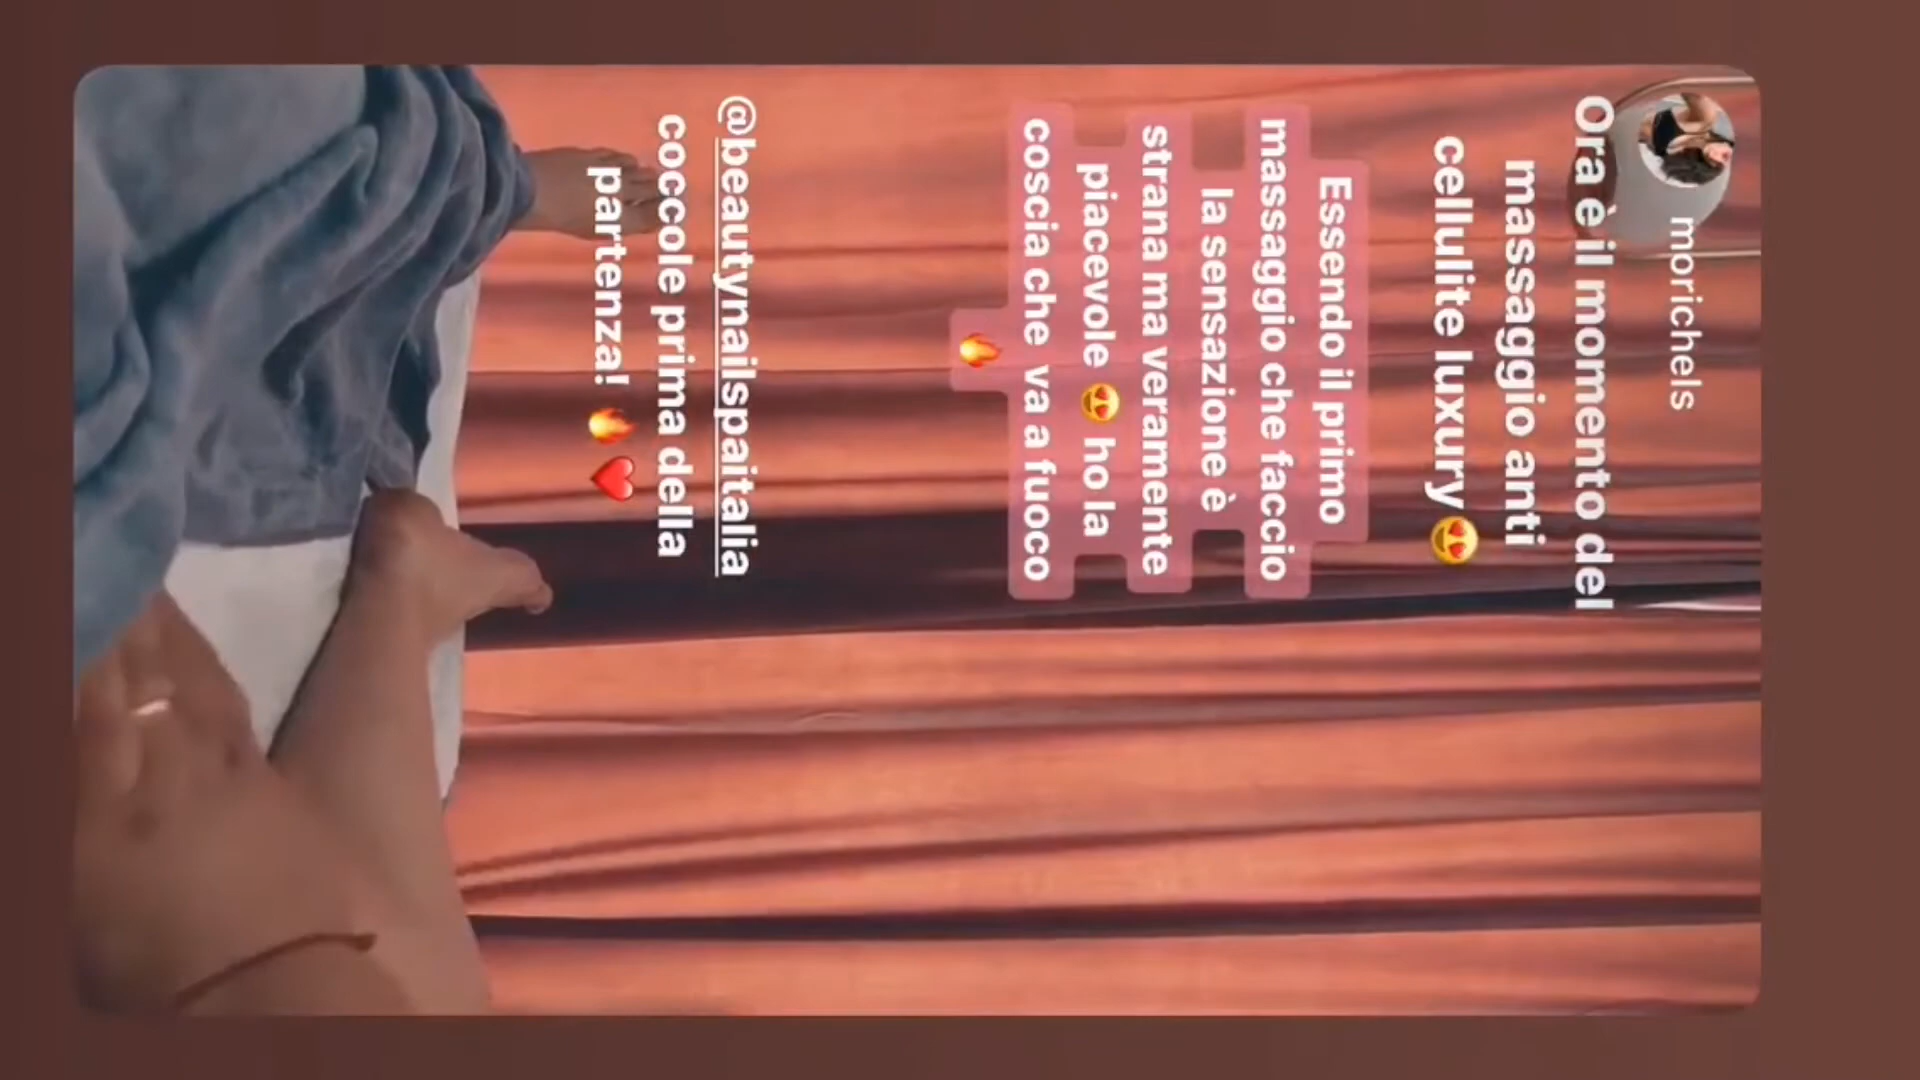 morichels
Ora è il momento del
massaggio anti
cellulite luxury 😍
Essendo il primo
massaggio che faccio
la sensazione è
strana ma veramente
piacevole 😍 ho la
coscia che va a fuoco
🔥
@beautynailspaitalia
coccole prima della
partenza! 🔥 ❤️